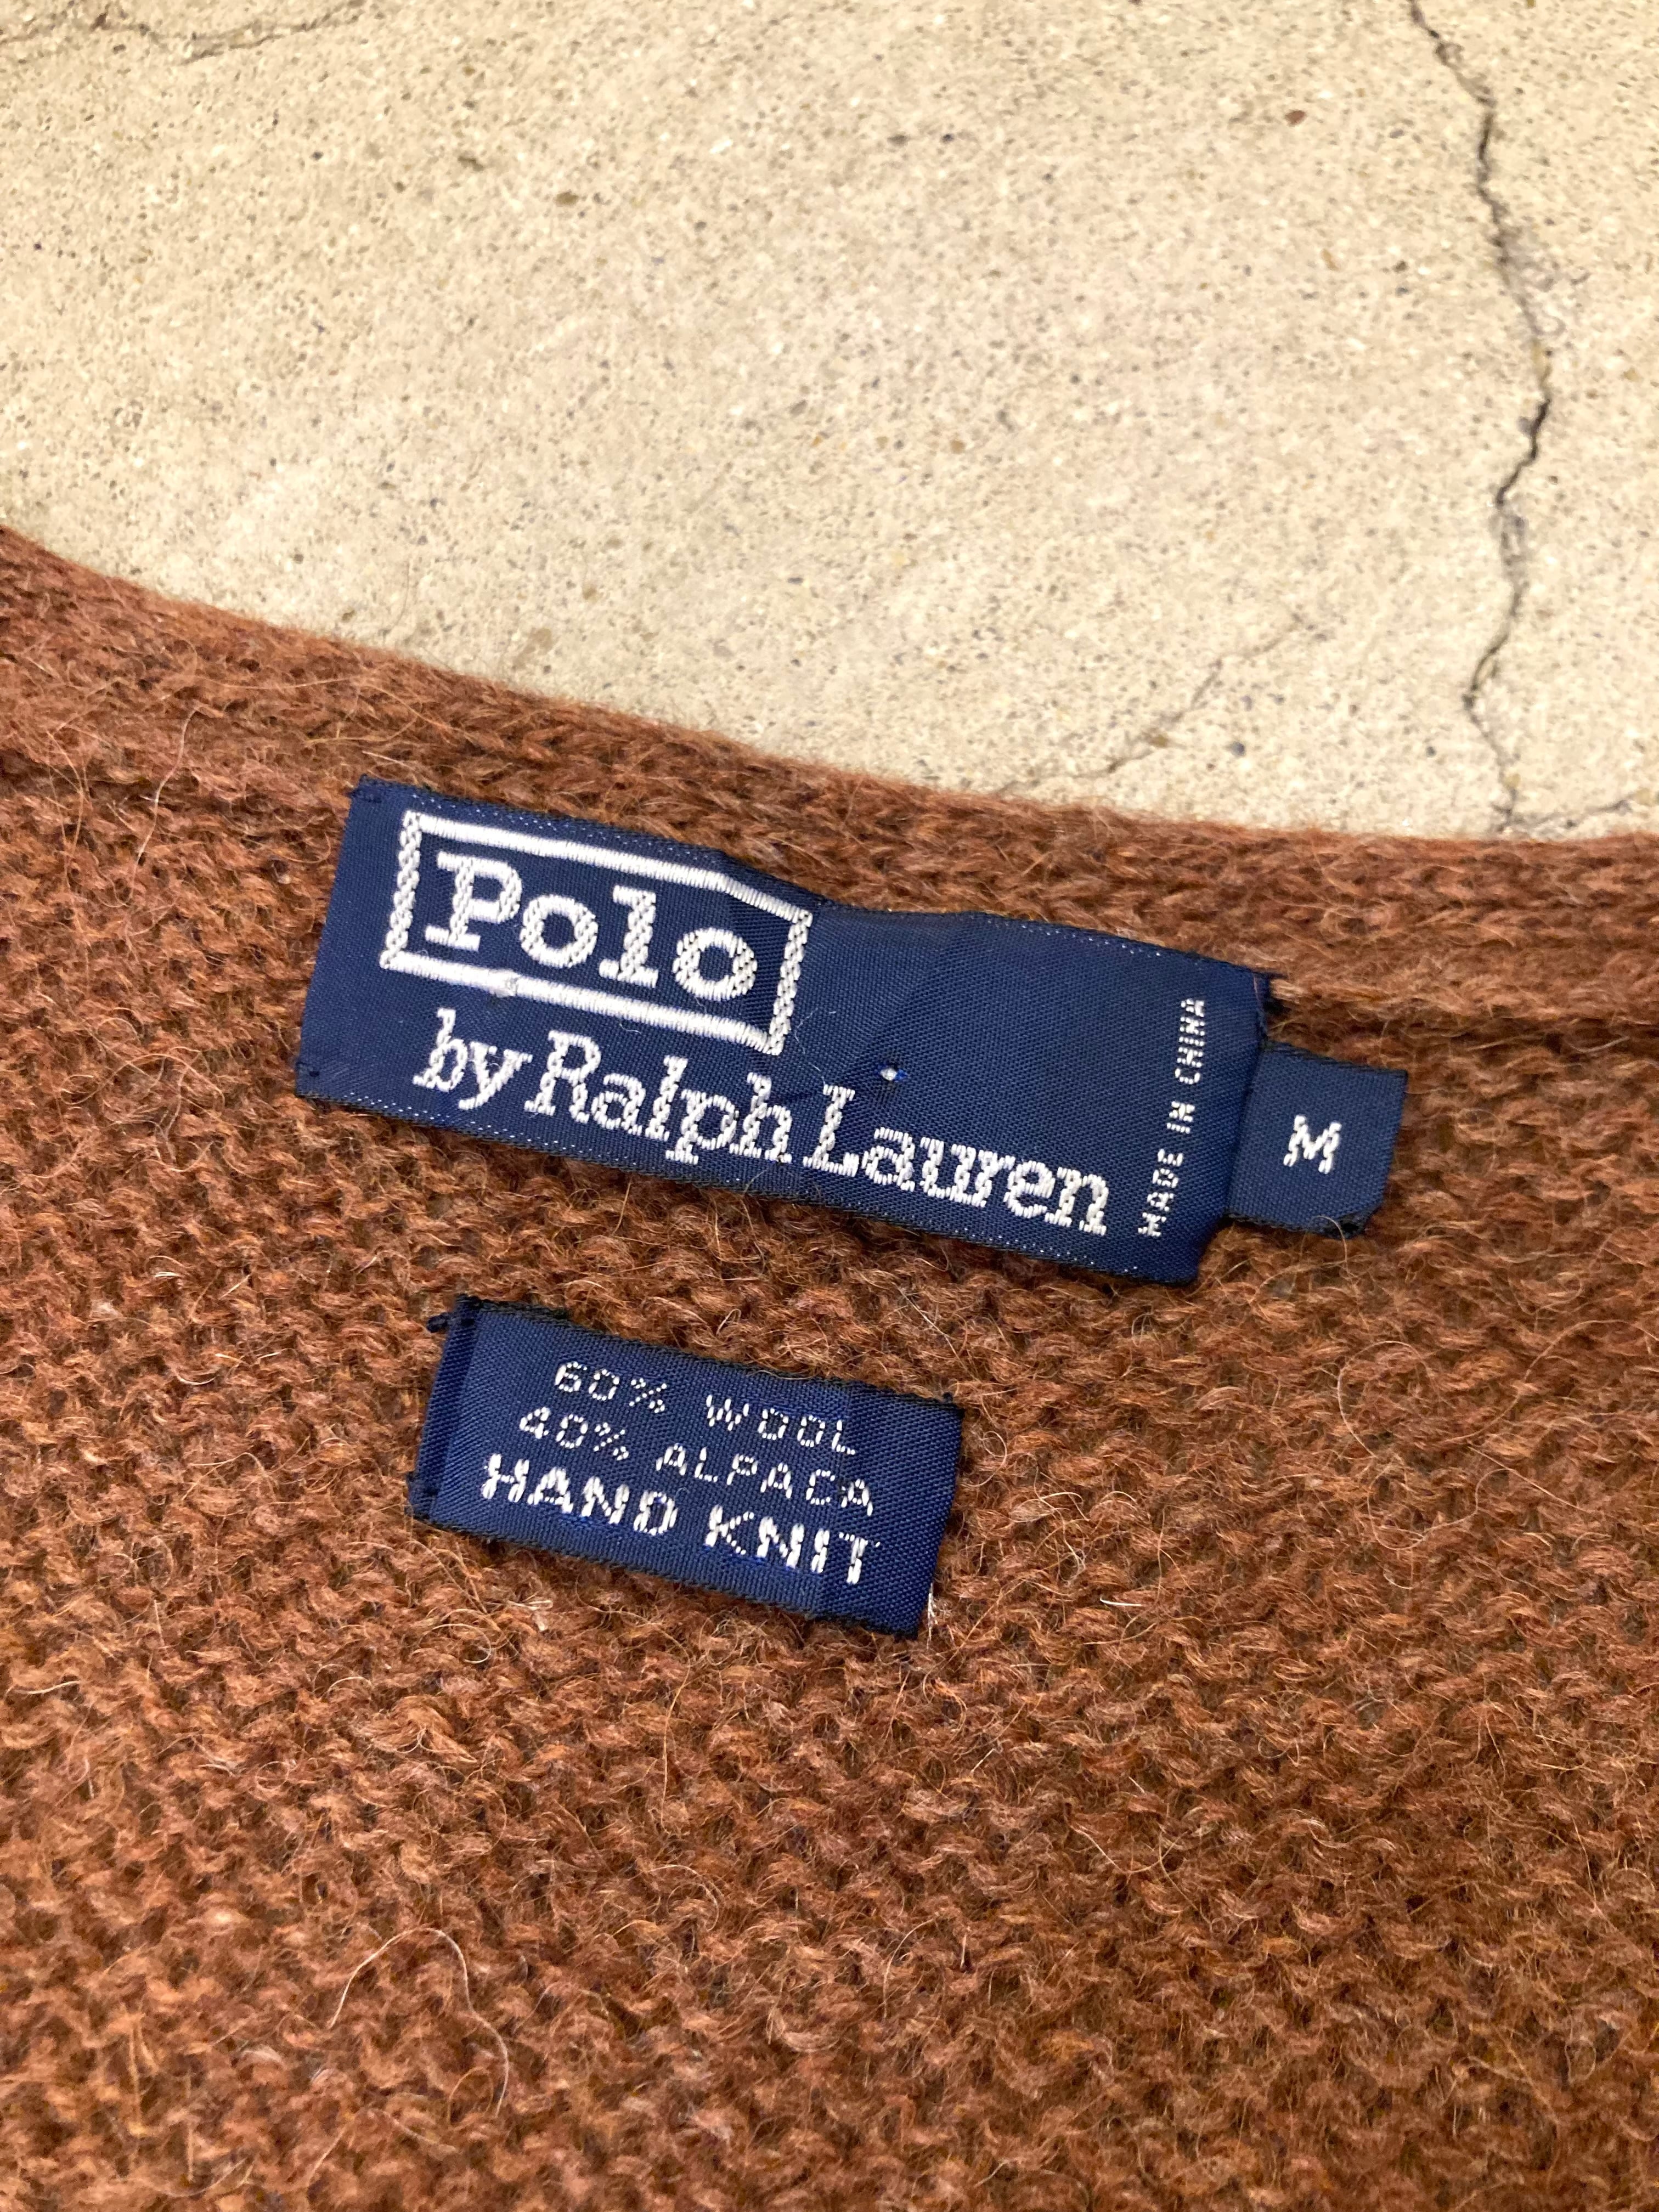 Polo
by Ralph Lauren
MADE IN CHINA
M
60% WOOL
40% ALPACA
HAND KNIT